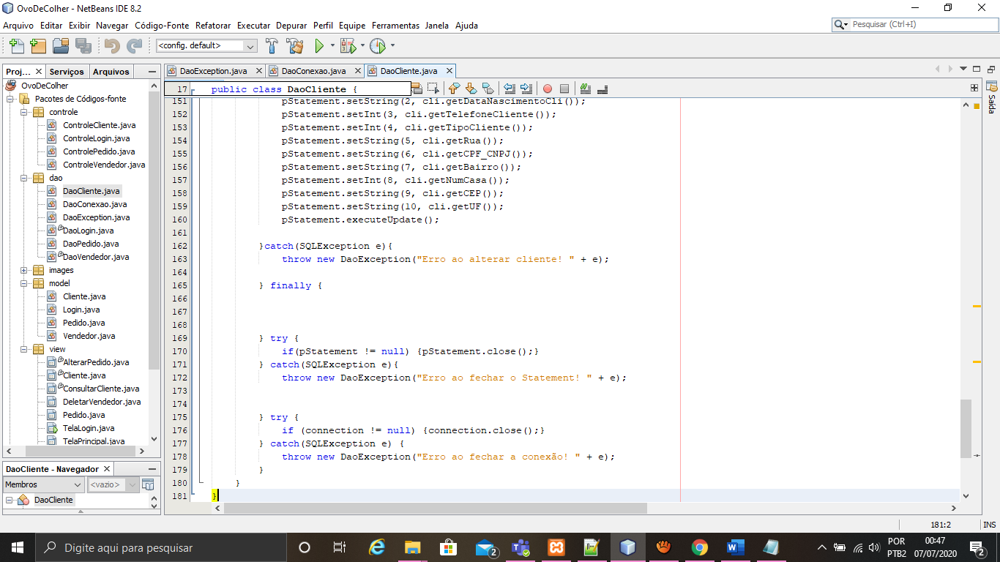 OvoDeColher - NetBeans IDE 8.2
Arquivo Editar Exibir Navegar Código-Fonte Refatorar Executar Depurar Perfil Equipe Ferramentas Janela Ajuda
Pesquisar (Ctrl+I)
<config. default>
Proj... Serviços Arquivos
OvoDeColher
Pacotes de Códigos-fonte
controle
ControleCliente.java
ControleLogin.java
ControlePedido.java
ControleVendedor.java
dao
DaoCliente.java
DaoConexao.java
DaoException.java
DaoLogin.java
DaoPedido.java
DaoVendedor.java
images
model
Cliente.java
Login.java
Pedido.java
Vendedor.java
view
AlterarPedido.java
Cliente.java
ConsultarCliente.java
DeletarVendedor.java
Pedido.java
TelaLogin.java
TelaPrincipal.java
DaoCliente - Navegador
Membros <vazio>
DaoCliente
DaoException.java DaoConexao.java DaoCliente.java
17 public class DaoCliente {
151 pStatement.setString(2, cli.getDataNascimentoCli());
152 pStatement.setInt(3, cli.getTelefoneCliente());
153 pStatement.setInt(4, cli.getTipoCliente());
154 pStatement.setString(5, cli.getRua());
155 pStatement.setString(6, cli.getCPF_CNPJ());
156 pStatement.setString(7, cli.getBairro());
157 pStatement.setInt(8, cli.getNumCasa());
158 pStatement.setString(9, cli.getCEP());
159 pStatement.setString(10, cli.getUF());
160 pStatement.executeUpdate();
161
162 }catch(SQLException e){
163 throw new DaoException("Erro ao alterar cliente! " + e);
164
165 } finally {
166
167
168
169 } try {
170 if(pStatement != null) {pStatement.close();}
171 } catch(SQLException e){
172 throw new DaoException("Erro ao fechar o Statement! " + e);
173
174
175 } try {
176 if (connection != null) {connection.close();}
177 } catch(SQLException e) {
178 throw new DaoException("Erro ao fechar a conexão! " + e);
179 }
180 }
181 }
Saída
181:2 INS
Digite aqui para pesquisar
2
POR
PTB2
00:47
07/07/2020
2